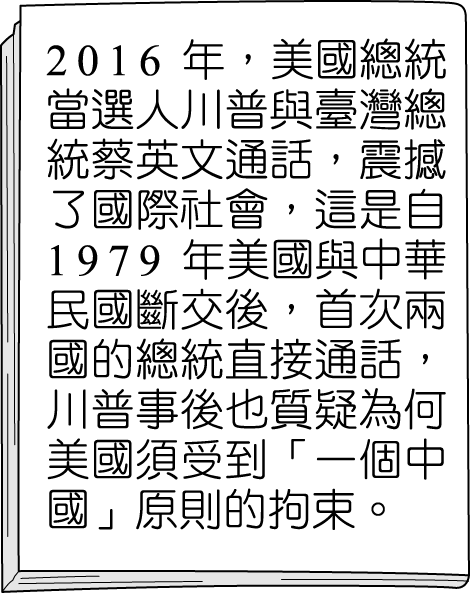 2016 年，美國總統
當選人川普與臺灣總
統蔡英文通話，震撼
了國際社會，這是自
1979 年美國與中華
民國斷交後，首次兩
國的總統直接通話，
川普事後也質疑為何
美國須受到「一個中
國」原則的拘束。